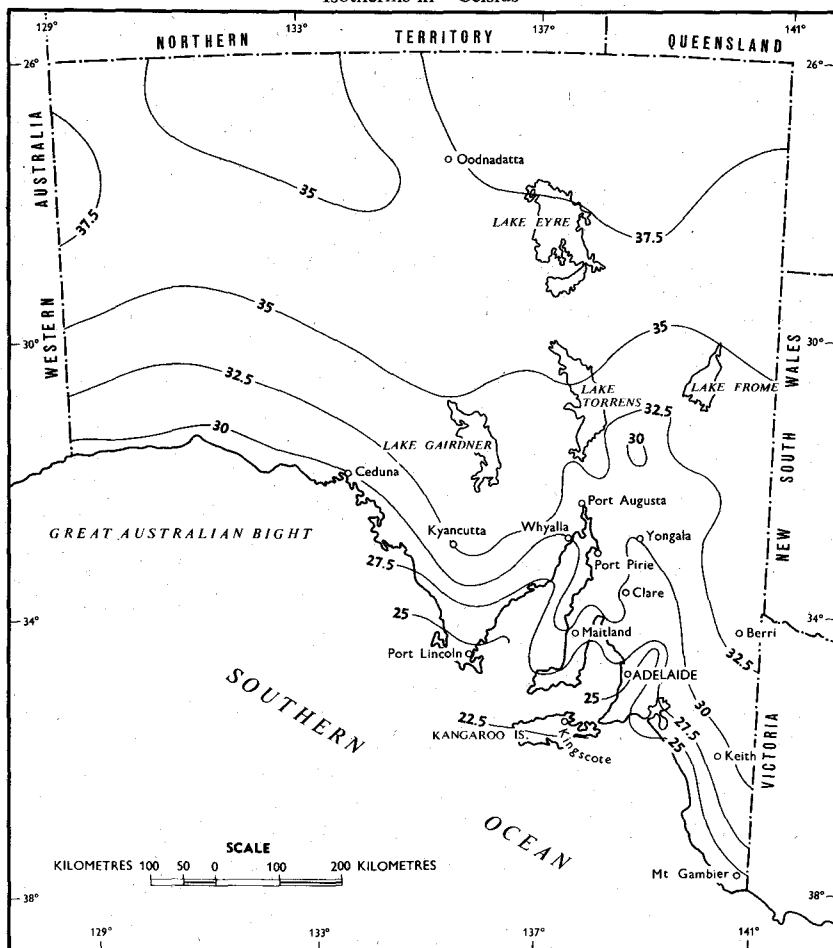 129° 133° 137° 141°
NORTHERN TERRITORY QUEENSLAND
26° 26°
WESTERN AUSTRALIA
Oodnadatta
35
37.5
LAKE EYRE
37.5
35
35
30° 30°
32.5
LAKE TORRENS
LAKE FROME
32.5
NEW SOUTH WALES
30
30
LAKE GAIRDNER
Ceduna
Port Augusta
GREAT AUSTRALIAN BIGHT
Kyancutta
Whyalla
Yongala
Port Pirie
27.5
Clare
34° 34°
25
Maitland
Berri
Port Lincoln
32.5
ADELAIDE
25
SOUTHERN
30
22.5
27.5
KANGAROO IS.
Kingscote
25
Keith
VICTORIA
OCEAN
SCALE
KILOMETRES 100 50 0 100 200 KILOMETRES
Mt Gambier
38° 38°
129° 133° 137° 141°